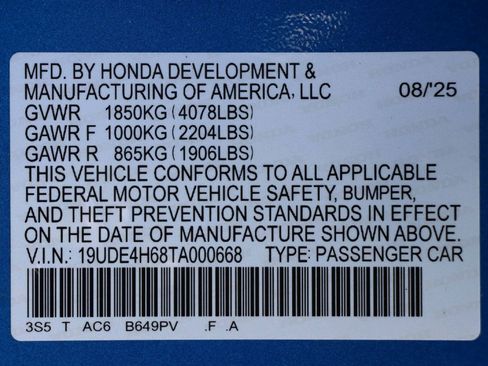 MFD. BY HONDA DEVELOPMENT &
MANUFACTURING OF AMERICA, LLC 08/'25
GVWR 1850KG (4078LBS)
GAWR F 1000KG (2204LBS)
GAWR R 865KG (1906LBS)
THIS VEHICLE CONFORMS TO ALL APPLICABLE
FEDERAL MOTOR VEHICLE SAFETY, BUMPER,
AND THEFT PREVENTION STANDARDS IN EFFECT
ON THE DATE OF MANUFACTURE SHOWN ABOVE.
V.I.N.: 19UDE4H68TA000668 TYPE: PASSENGER CAR
3S5 T AC6 B649PV .F .A